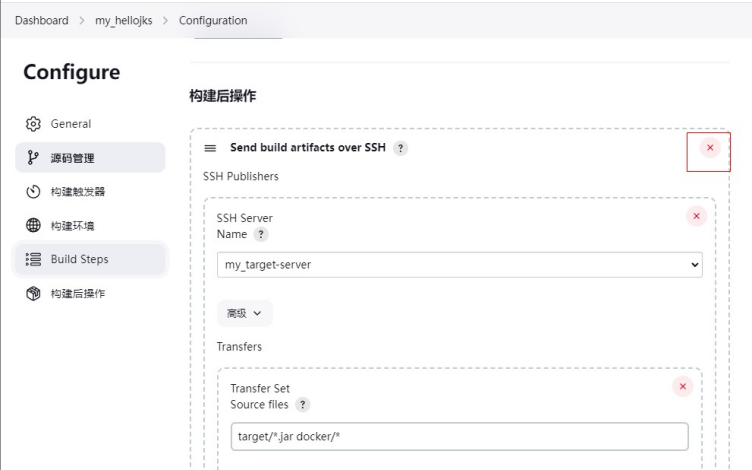 Dashboard > my_hellojks > Configuration
Configure
General
源码管理
构建触发器
构建环境
Build Steps
构建后操作
构建后操作
Send build artifacts over SSH ?
SSH Publishers
SSH Server
Name ?
my_target-server
高级
Transfers
Transfer Set
Source files ?
target/*.jar docker/*